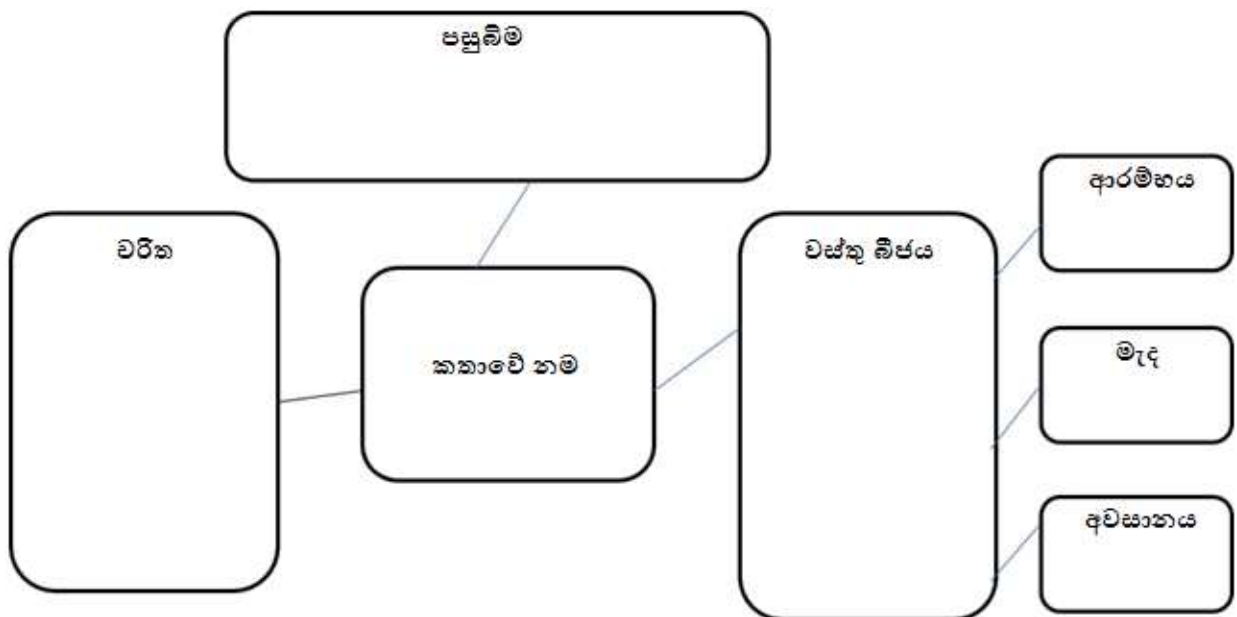 පසුබිම
චරිත
කතාවේ නම
වස්තු බීජය
ආරම්භය
මැද
අවසානය